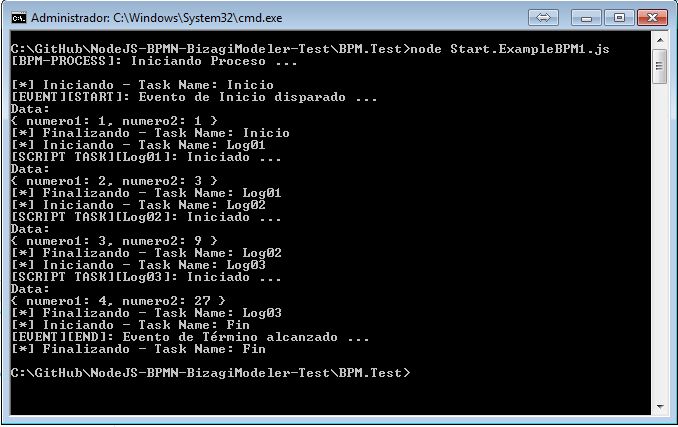 Administrador: C:\Windows\System32\cmd.exe
C:\GitHub\NodeJS-BPMN-BizagiModeler-Test\BPM.Test>node Start.ExampleBPM1.js
[BPM-PROCESS]: Iniciando Proceso ...
[*] Iniciando - Task Name: Inicio
[EVENT][START]: Evento de Inicio disparado ...
Data:
{ numero1: 1, numero2: 1 }
[*] Finalizando - Task Name: Inicio
[*] Iniciando - Task Name: Log01
[SCRIPT TASK][Log01]: Iniciado ...
Data:
{ numero1: 2, numero2: 3 }
[*] Finalizando - Task Name: Log01
[*] Iniciando - Task Name: Log02
[SCRIPT TASK][Log02]: Iniciado ...
Data:
{ numero1: 3, numero2: 9 }
[*] Finalizando - Task Name: Log02
[*] Iniciando - Task Name: Log03
[SCRIPT TASK][Log03]: Iniciado ...
Data:
{ numero1: 4, numero2: 27 }
[*] Finalizando - Task Name: Log03
[*] Iniciando - Task Name: Fin
[EVENT][END]: Evento de Término alcanzado ...
[*] Finalizando - Task Name: Fin
C:\GitHub\NodeJS-BPMN-BizagiModeler-Test\BPM.Test>